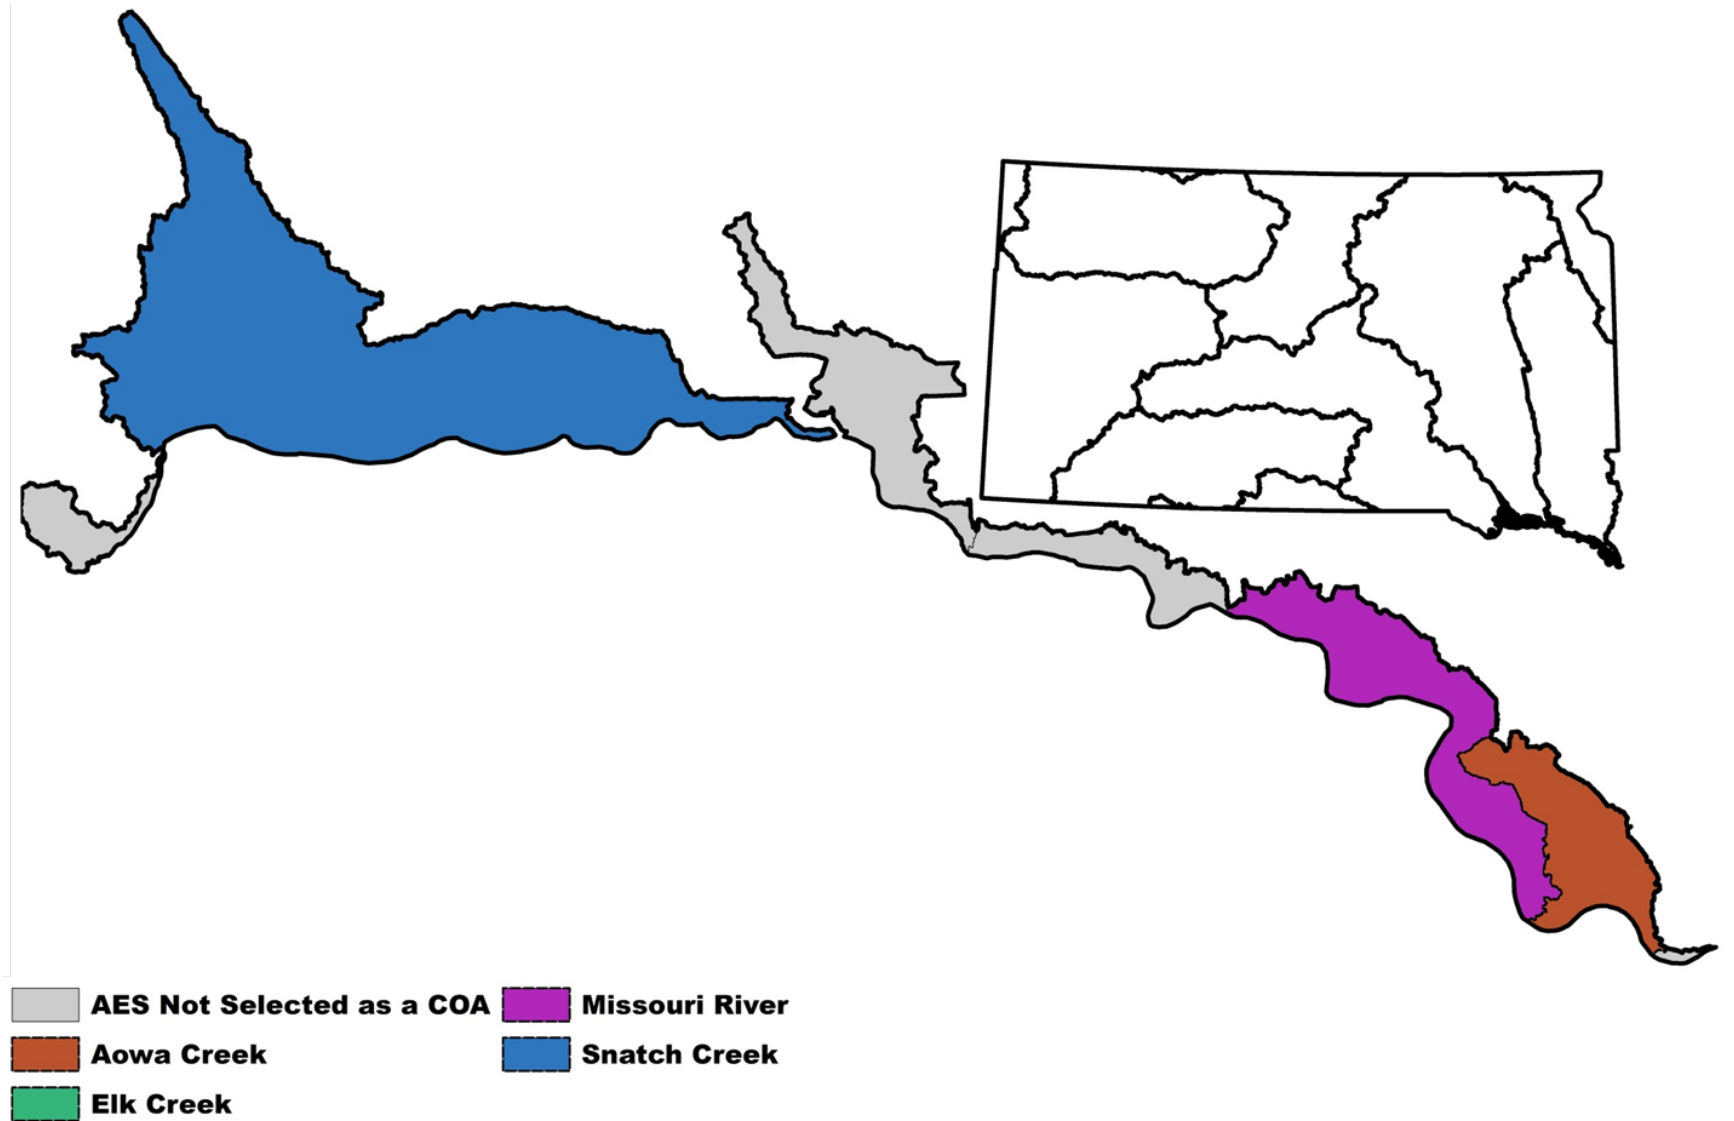 AES Not Selected as a COA
Aowa Creek
Elk Creek
Missouri River
Snatch Creek